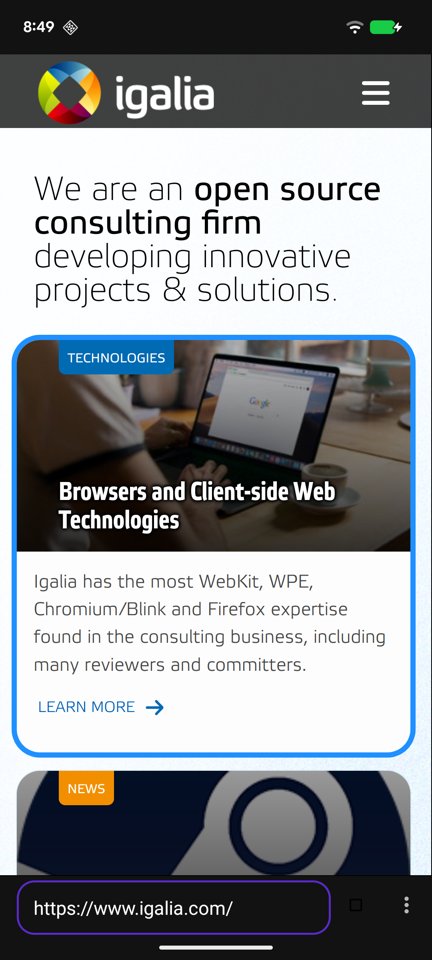 8:49
igalia
We are an open source
consulting firm
developing innovative
projects & solutions.
TECHNOLOGIES
Google
Browsers and Client-side Web
Technologies
Igalia has the most WebKit, WPE,
Chromium/Blink and Firefox expertise
found in the consulting business, including
many reviewers and committers.
LEARN MORE
NEWS
https://www.igalia.com/